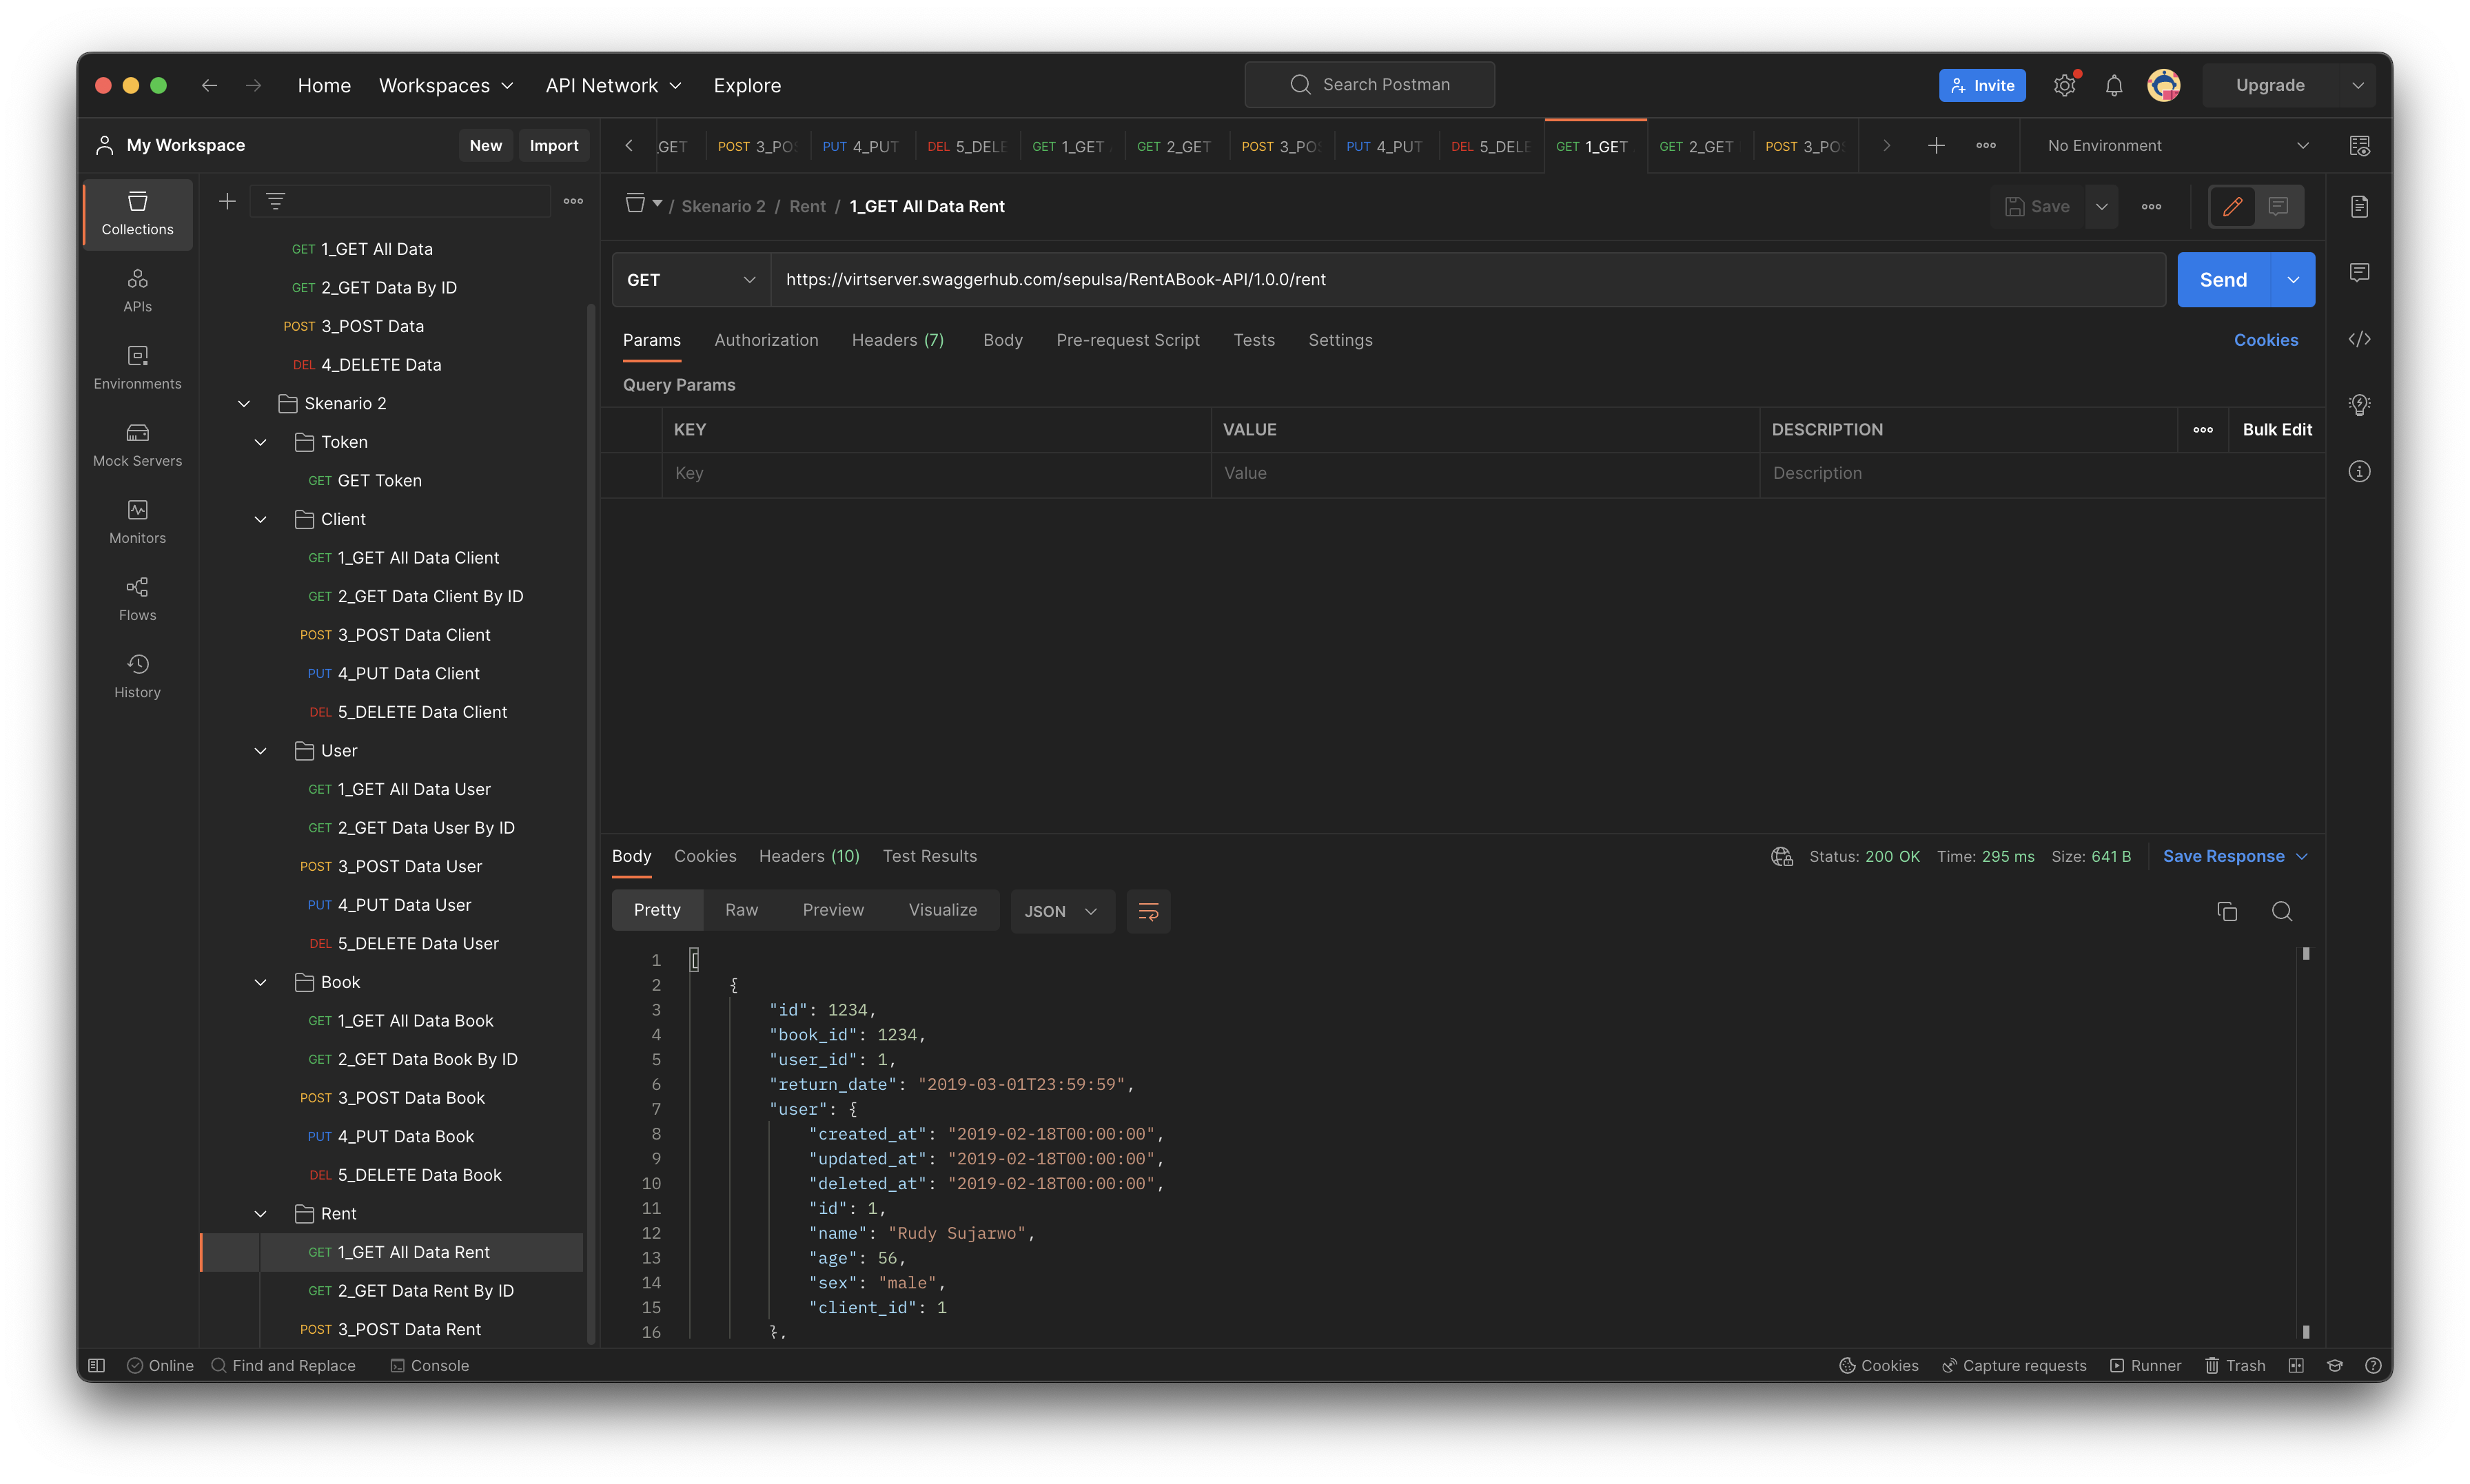 Home Workspaces API Network Explore Search Postman Invite Upgrade
My Workspace New Import
GET POST 3_PO PUT 4_PUT DEL 5_DELE GET 1_GET GET 2_GET POST 3_PO PUT 4_PUT DEL 5_DELE GET 1_GET GET 2_GET POST 3_PO No Environment
Collections
APIs
Environments
Mock Servers
Monitors
Flows
History
GET 1_GET All Data
GET 2_GET Data By ID
POST 3_POST Data
DEL 4_DELETE Data
Skenario 2
Token
GET GET Token
Client
GET 1_GET All Data Client
GET 2_GET Data Client By ID
POST 3_POST Data Client
PUT 4_PUT Data Client
DEL 5_DELETE Data Client
User
GET 1_GET All Data User
GET 2_GET Data User By ID
POST 3_POST Data User
PUT 4_PUT Data User
DEL 5_DELETE Data User
Book
GET 1_GET All Data Book
GET 2_GET Data Book By ID
POST 3_POST Data Book
PUT 4_PUT Data Book
DEL 5_DELETE Data Book
Rent
GET 1_GET All Data Rent
GET 2_GET Data Rent By ID
POST 3_POST Data Rent
/ Skenario 2 / Rent / 1_GET All Data Rent Save
GET https://virtserver.swaggerhub.com/sepulsa/RentABook-API/1.0.0/rent Send
Params Authorization Headers (7) Body Pre-request Script Tests Settings Cookies
Query Params
KEY VALUE DESCRIPTION Bulk Edit
Key Value Description
Body Cookies Headers (10) Test Results Status: 200 OK Time: 295 ms Size: 641 B Save Response
Pretty Raw Preview Visualize JSON
1 [
2 {
3 "id": 1234,
4 "book_id": 1234,
5 "user_id": 1,
6 "return_date": "2019-03-01T23:59:59",
7 "user": {
8 "created_at": "2019-02-18T00:00:00",
9 "updated_at": "2019-02-18T00:00:00",
10 "deleted_at": "2019-02-18T00:00:00",
11 "id": 1,
12 "name": "Rudy Sujarwo",
13 "age": 56,
14 "sex": "male",
15 "client_id": 1
16 },
Online Find and Replace Console Cookies Capture requests Runner Trash